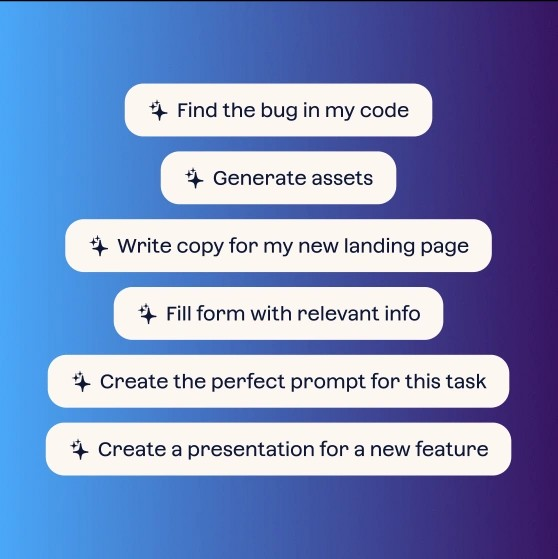 Find the bug in my code
Generate assets
Write copy for my new landing page
Fill form with relevant info
Create the perfect prompt for this task
Create a presentation for a new feature